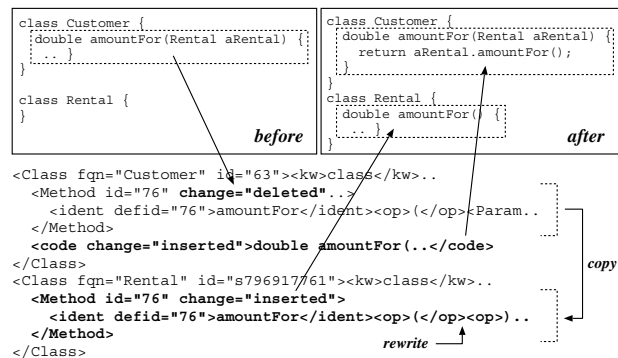 class Customer {
double amountFor(Rental aRental) {
.. }
}
class Rental {
}
before
class Customer {
double amountFor(Rental aRental) {
return aRental.amountFor();
}
}
class Rental {
double amountFor() {
.. }
}
after
<Class fqn="Customer" id="63"><kw>class</kw>..
<Method id="76" change="deleted"..>
<ident defid="76">amountFor</ident><op>(</op><Param..
</Method>
<code change="inserted">double amountFor(..</code>
</Class>
copy
<Class fqn="Rental" id="s796917761"><kw>class</kw>..
<Method id="76" change="inserted">
<ident defid="76">amountFor</ident><op>(</op><op>)..
</Method>
rewrite
</Class>